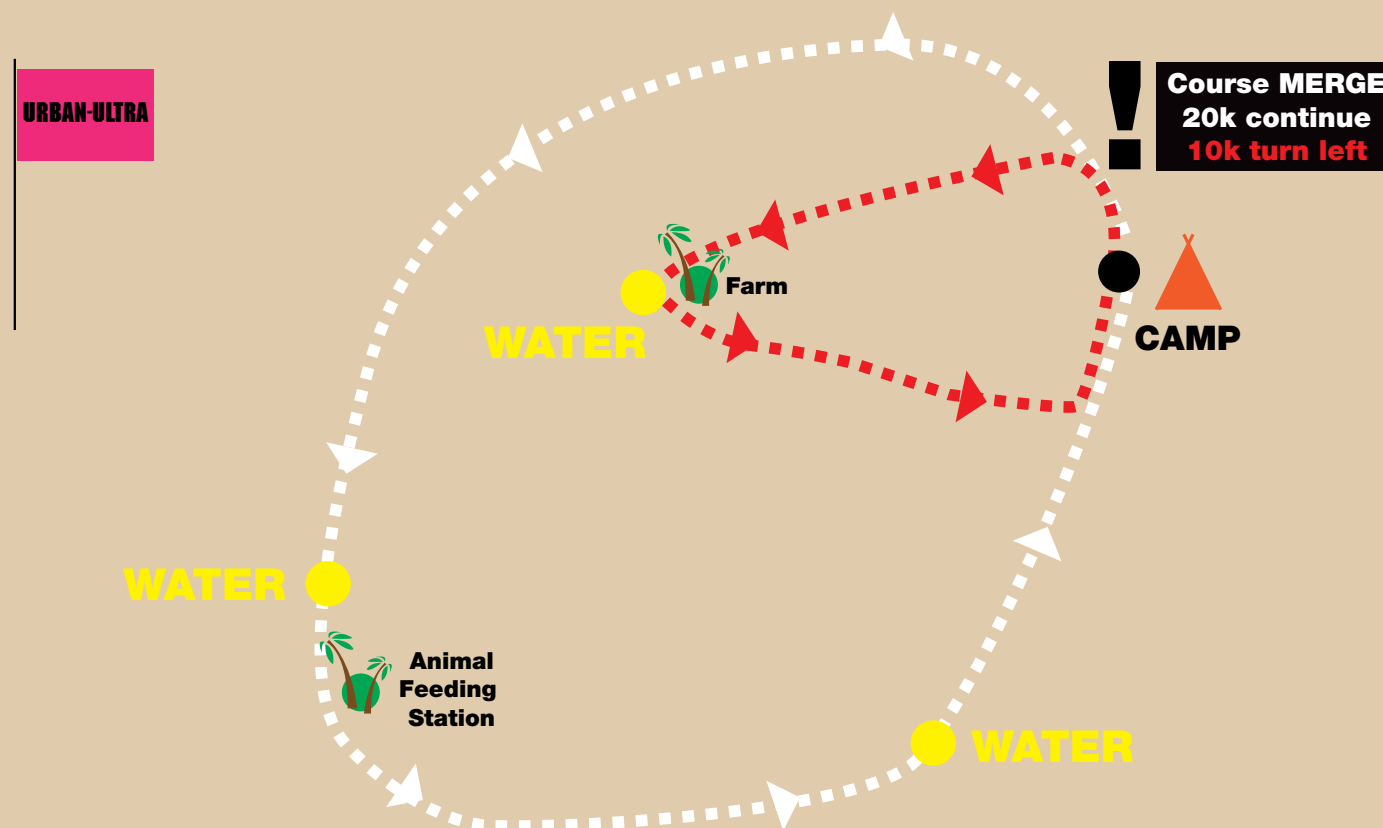 URBAN-ULTRA
!
Course MERGE
20k continue
10k turn left
Farm
WATER
CAMP
WATER
Animal
Feeding
Station
WATER